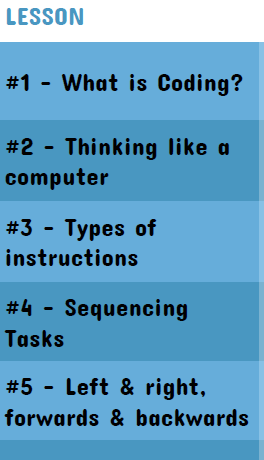 LESSON
#1 - What is Coding?
#2 - Thinking like a
computer
#3 - Types of
instructions
#4 - Sequencing
Tasks
#5 - Left & right,
forwards & backwards